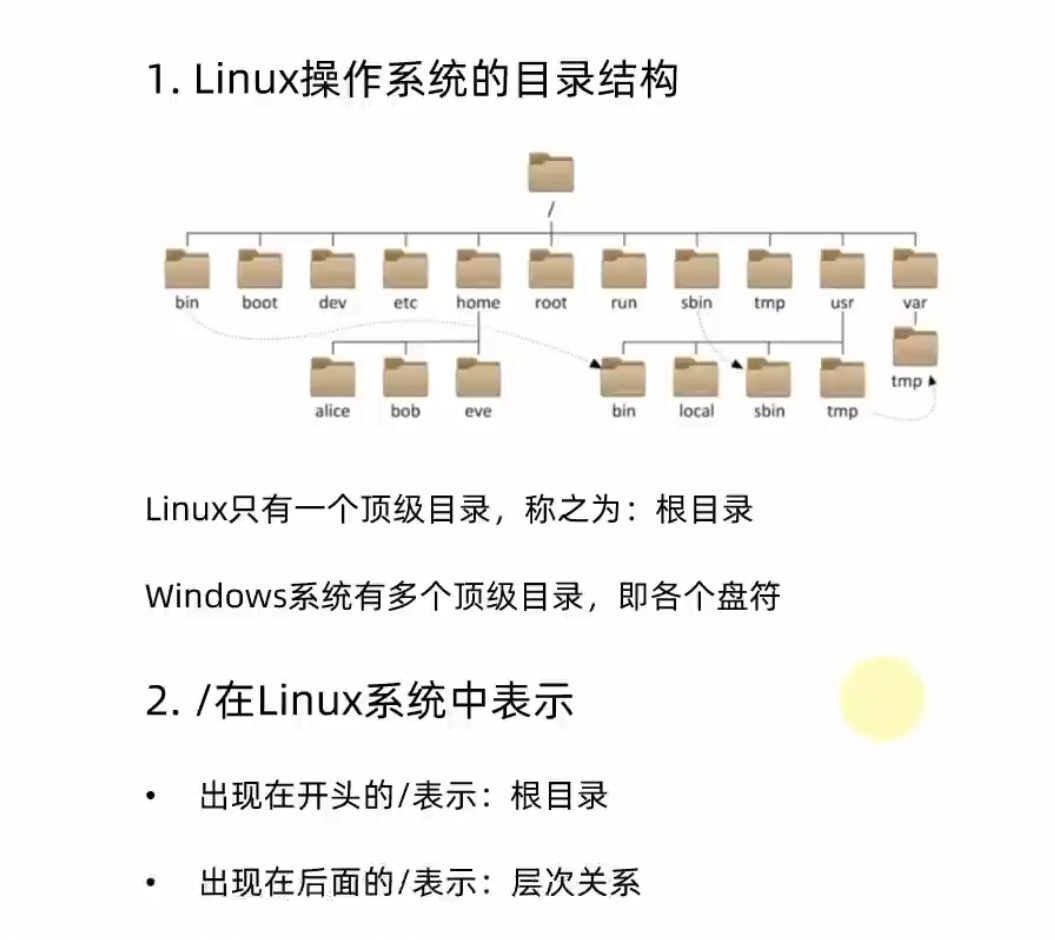 1. Linux操作系统的目录结构
/
bin boot dev etc home root run sbin tmp usr var
tmp
alice bob eve bin local sbin tmp
Linux只有一个顶级目录，称之为：根目录
Windows系统有多个顶级目录，即各个盘符
2. /在Linux系统中表示
• 出现在开头的/表示：根目录
• 出现在后面的/表示：层次关系